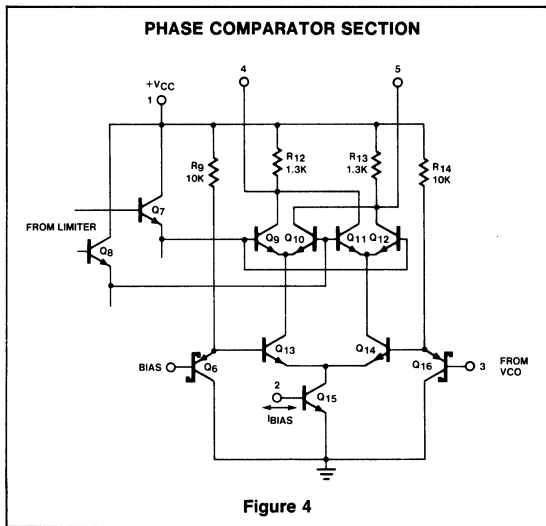 PHASE COMPARATOR SECTION
4
5
+VCC
1
R9
10K
R12
1.3K
R13
1.3K
R14
10K
Q7
FROM LIMITER
Q8
Q9
Q10
Q11
Q12
Q13
Q14
BIAS
Q6
Q16
3
FROM
VCO
2
IBIAS
Q15
Figure 4